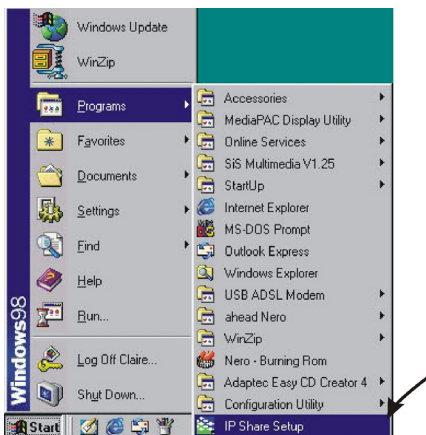 Windows Update
WinZip
Programs
Favorites
Documents
Settings
Find
Help
Run...
Log Off Claire...
Shut Down...
Windows98
Start
Accessories
MediaPAC Display Utility
Online Services
SiS Multimedia V1.25
StartUp
Internet Explorer
MS-DOS Prompt
Outlook Express
Windows Explorer
USB ADSL Modem
ahead Nero
WinZip
Nero - Burning Rom
Adaptec Easy CD Creator 4
Configuration Utility
IP Share Setup